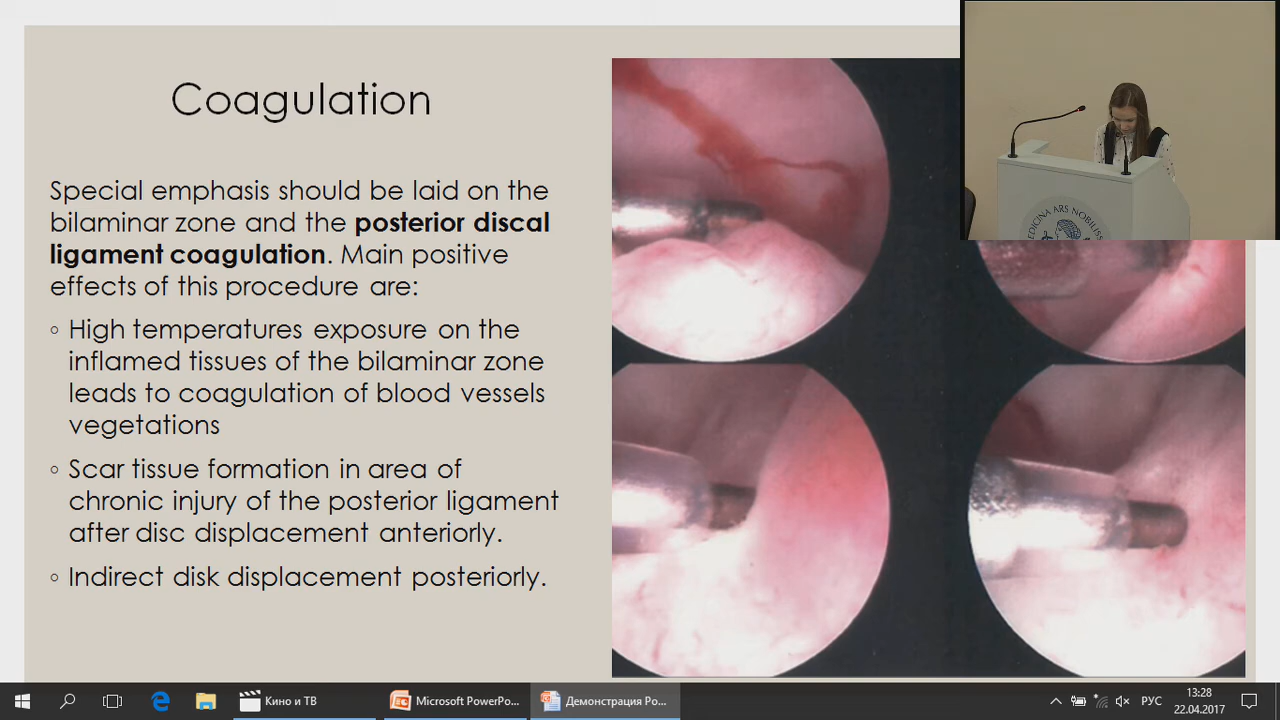 Coagulation
Special emphasis should be laid on the
bilaminar zone and the posterior discal
ligament coagulation. Main positive
effects of this procedure are:
◦ High temperatures exposure on the
inflamed tissues of the bilaminar zone
leads to coagulation of blood vessels
vegetations
◦ Scar tissue formation in area of
chronic injury of the posterior ligament
after disc displacement anteriorly.
◦ Indirect disk displacement posteriorly.
MEDICINA ARS NOBILISS
Кино и ТВ
Microsoft PowerPo...
Демонстрация Po...
РУС
13:28
22.04.2017